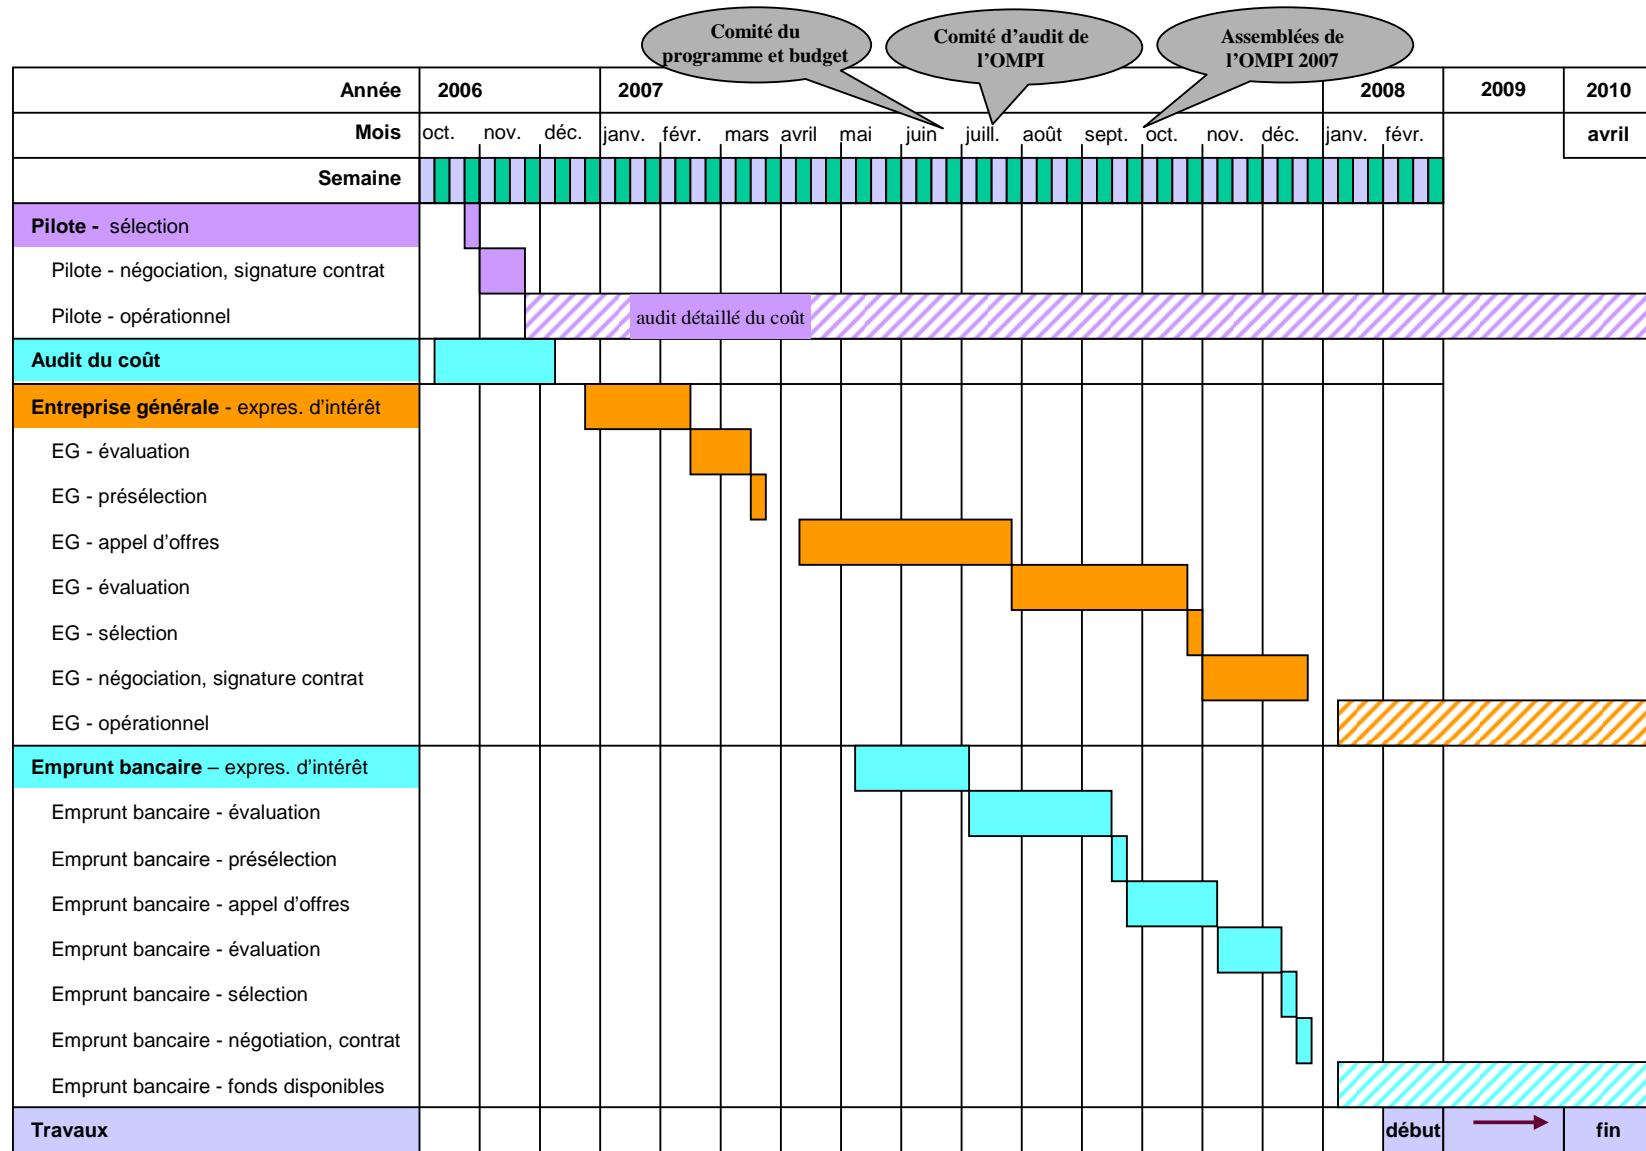 Comité du
programme et budget
Comité d'audit de
l'OMPI
Assemblées de
l'OMPI 2007
Année 2006 2007 2008 2009 2010
Mois oct. nov. déc. janv. févr. mars avril mai juin juill. août sept. oct. nov. déc. janv. févr. avril
Semaine
Pilote - sélection
Pilote - négociation, signature contrat
Pilote - opérationnel audit détaillé du coût
Audit du coût
Entreprise générale - expres. d'intérêt
EG - évaluation
EG - présélection
EG - appel d'offres
EG - évaluation
EG - sélection
EG - négociation, signature contrat
EG - opérationnel
Emprunt bancaire – expres. d'intérêt
Emprunt bancaire - évaluation
Emprunt bancaire - présélection
Emprunt bancaire - appel d'offres
Emprunt bancaire - évaluation
Emprunt bancaire - sélection
Emprunt bancaire - négotiation, contrat
Emprunt bancaire - fonds disponibles
Travaux début fin